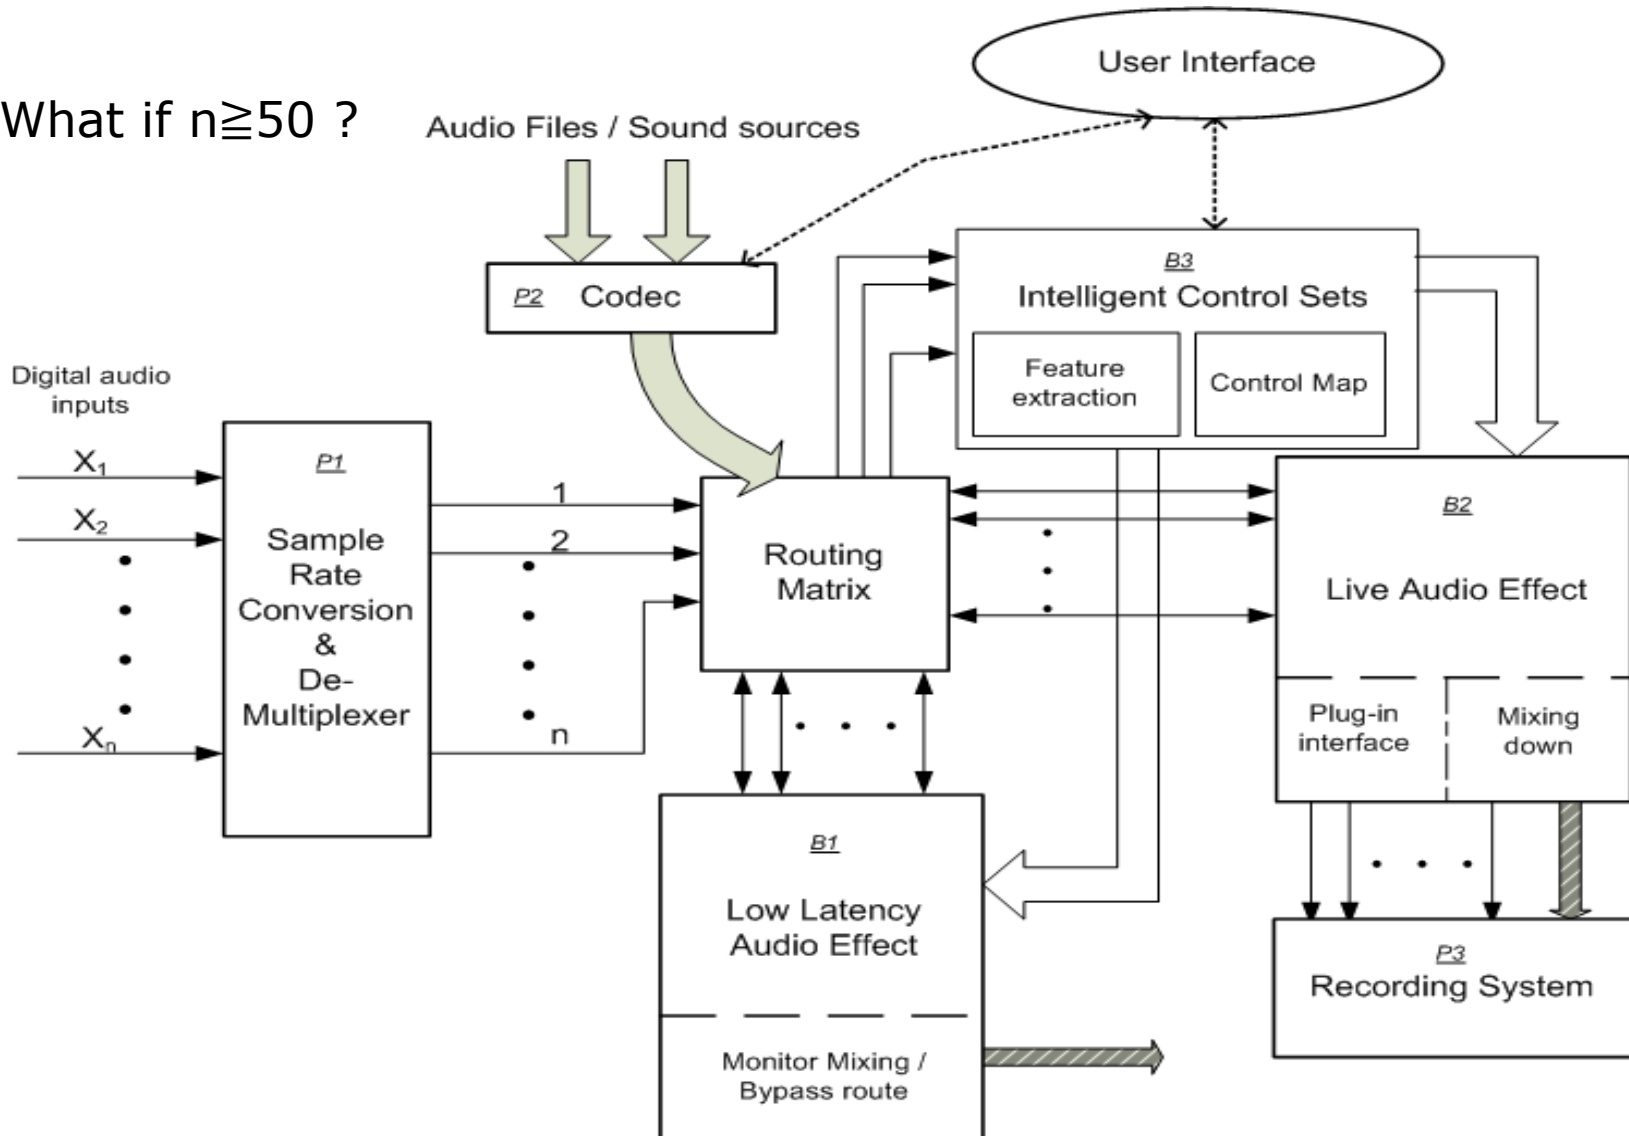 What if n≧50 ?
Audio Files / Sound sources
User Interface
P2 Codec
B3
Intelligent Control Sets
Feature
extraction
Control Map
Digital audio
inputs
X1
X2
Xn
P1
Sample
Rate
Conversion
&
De-
Multiplexer
1
2
n
Routing
Matrix
B2
Live Audio Effect
Plug-in
interface
Mixing
down
B1
Low Latency
Audio Effect
Monitor Mixing /
Bypass route
P3
Recording System